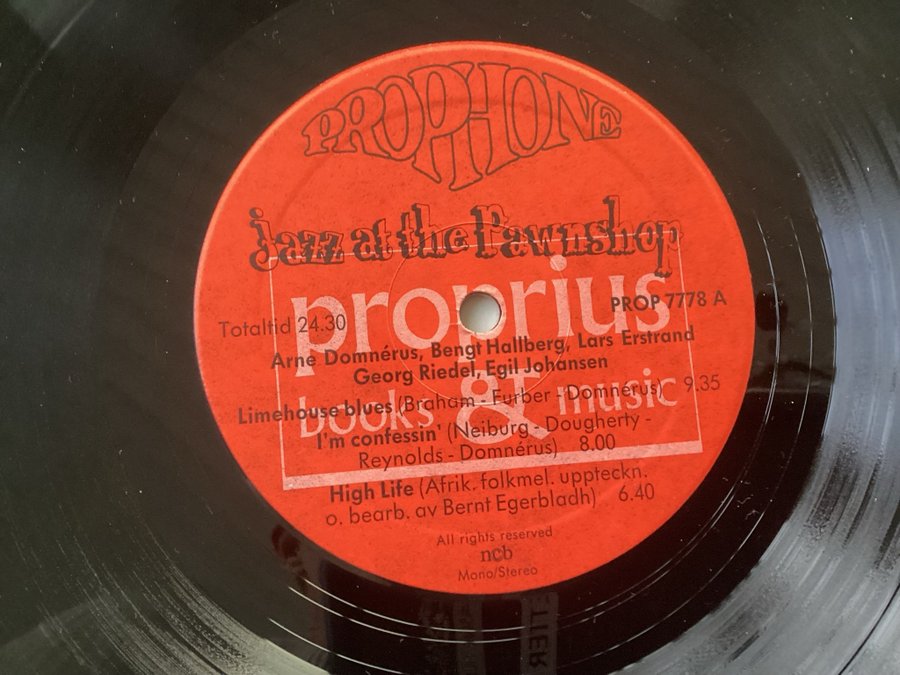 PROPHONE
jazz at the Pawnshop
proprius
PROP 7778 A
Totaltid 24.30
Arne Domnérus, Bengt Hallberg, Lars Erstrand
Georg Riedel, Egil Johansen
books & music
Limehouse blues (Braham - Furber - Domnérus) 9.35
I'm confessin' (Neiburg - Dougherty -
Reynolds - Domnérus) 8.00
High Life (Afrik. folkmel. uppteckn.
o. bearb. av Bernt Egerbladh) 6.40
All rights reserved
ncb
Mono/Stereo